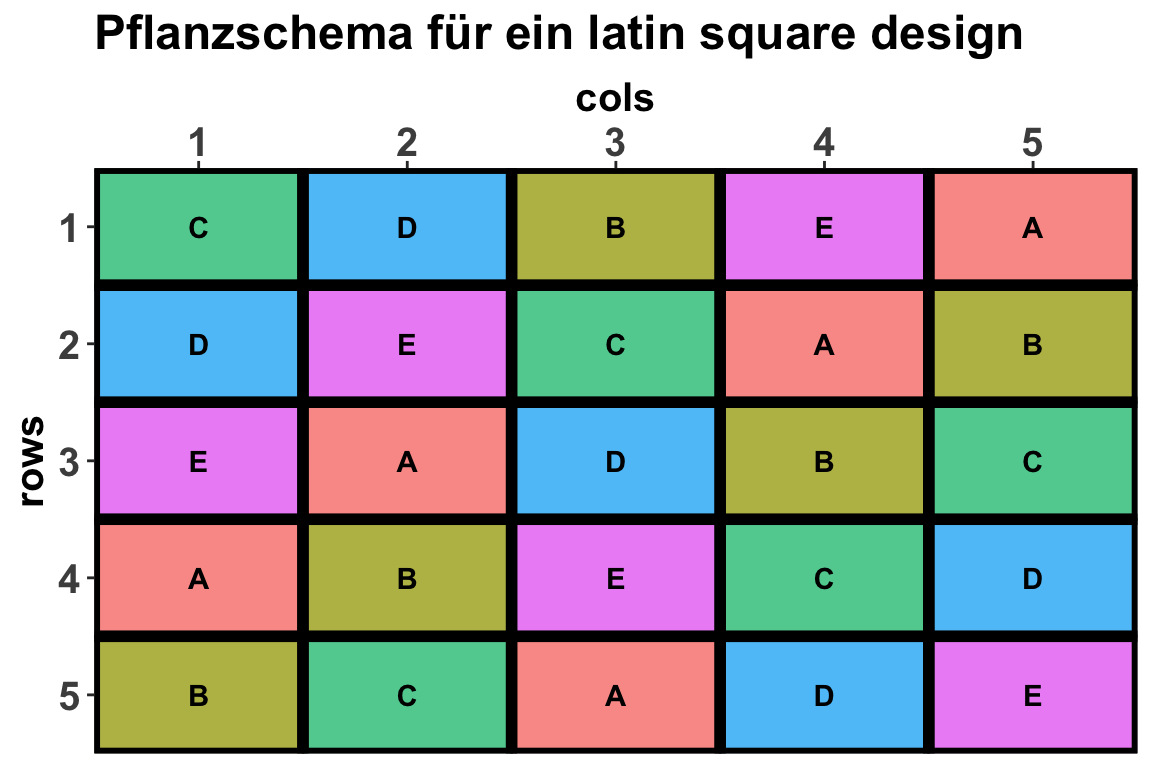 Pflanzschema für ein latin square design
cols
1 2 3 4 5
1 C D B E A
2 D E C A B
rows
3 E A D B C
4 A B E C D
5 B C A D E